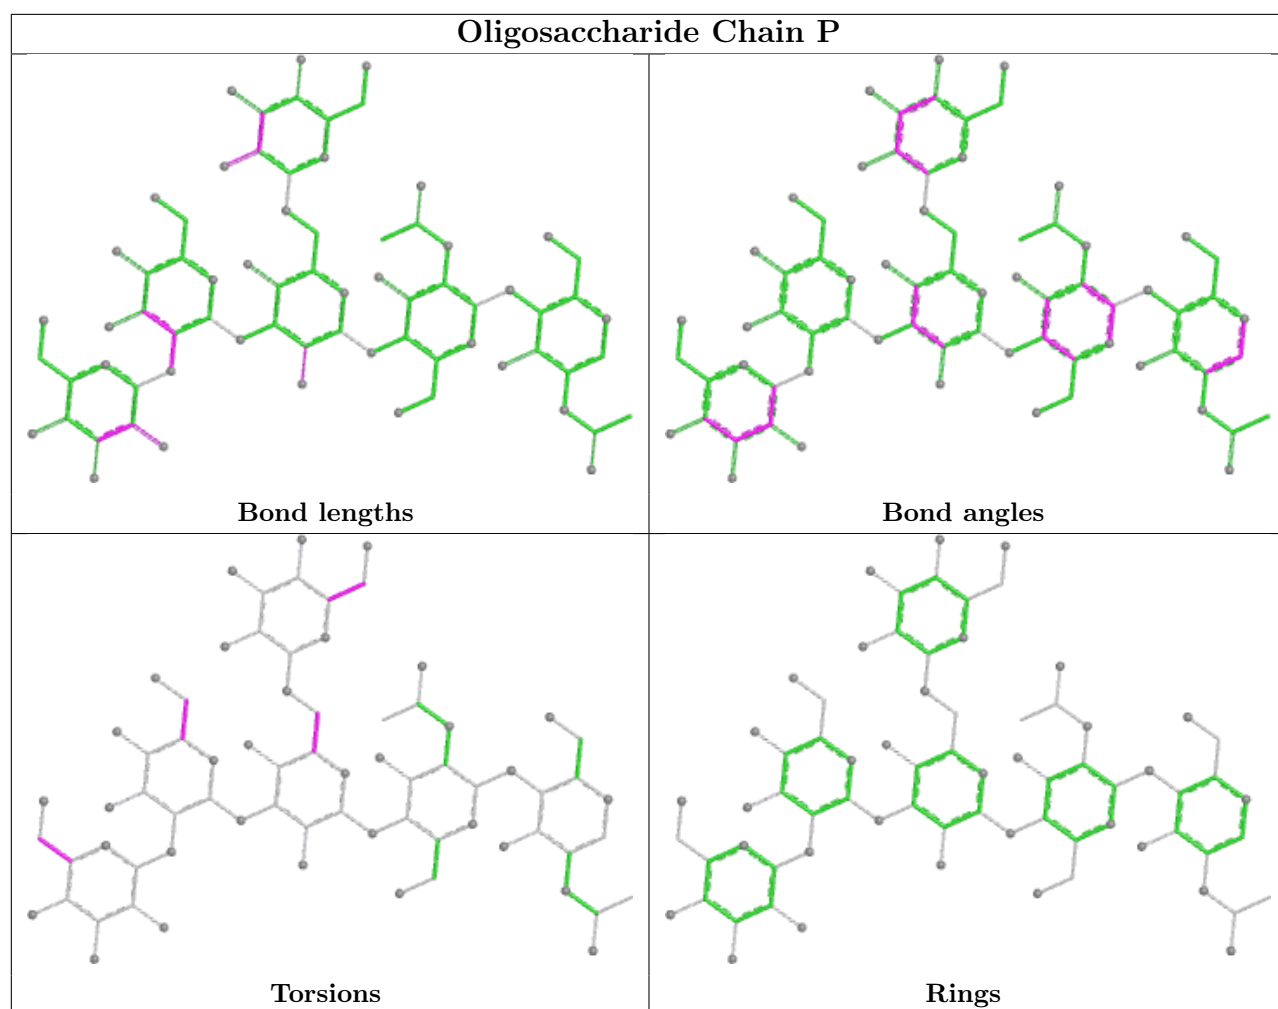 Oligosaccharide Chain P
Bond lengths
Bond angles
Torsions
Rings